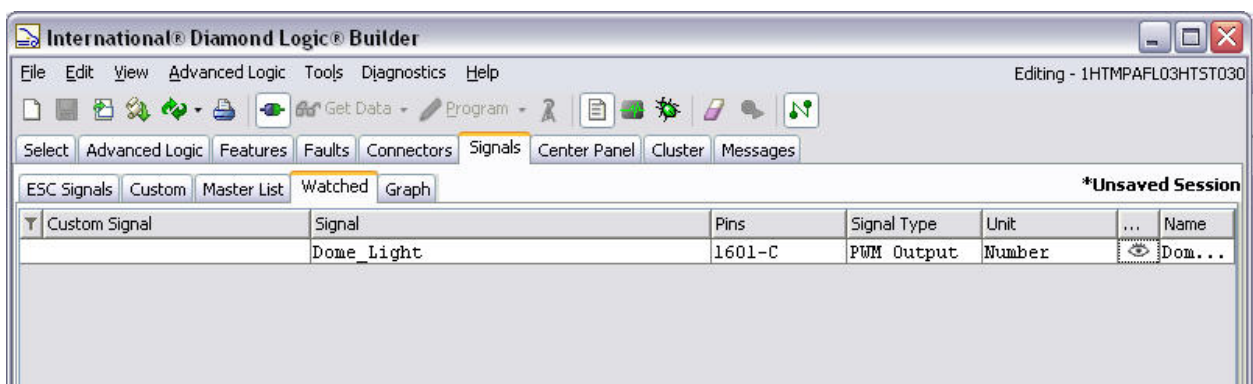 International® Diamond Logic® Builder
File Edit View Advanced Logic Tools Diagnostics Help Editing - 1HTMPAFL03HTST030
Get Data Program
Select Advanced Logic Features Faults Connectors Signals Center Panel Cluster Messages
ESC Signals Custom Master List Watched Graph *Unsaved Session
Custom Signal Signal Pins Signal Type Unit ... Name
Dome_Light 1601-C PWM Output Number Dom...